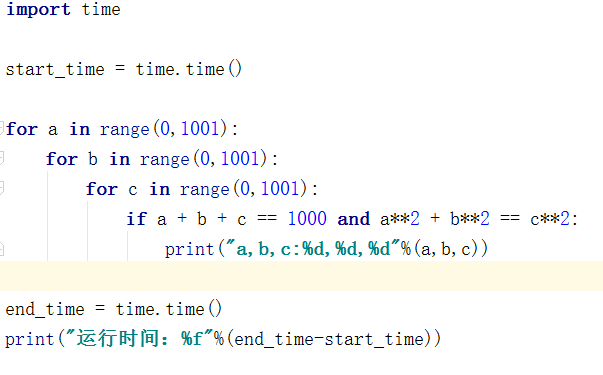 import time
start_time = time.time()
for a in range(0,1001):
for b in range(0,1001):
for c in range(0,1001):
if a + b + c == 1000 and a**2 + b**2 == c**2:
print("a,b,c:%d,%d,%d"%(a,b,c))
end_time = time.time()
print("运行时间：%f"%(end_time-start_time))